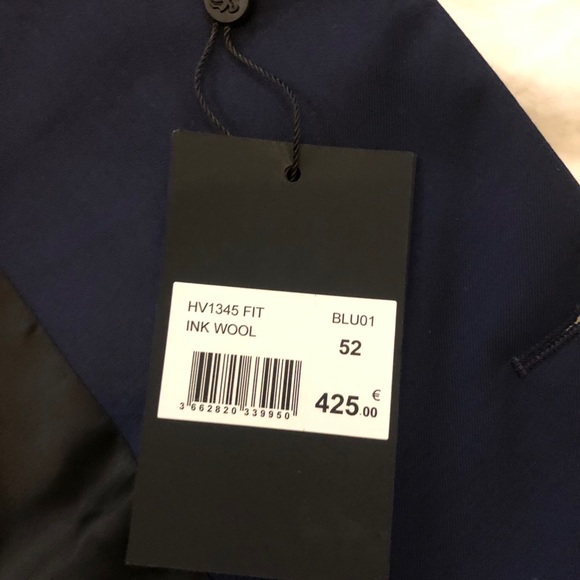 HV1345 FIT BLU01
INK WOOL 52
3 662820 339950 425.00 €